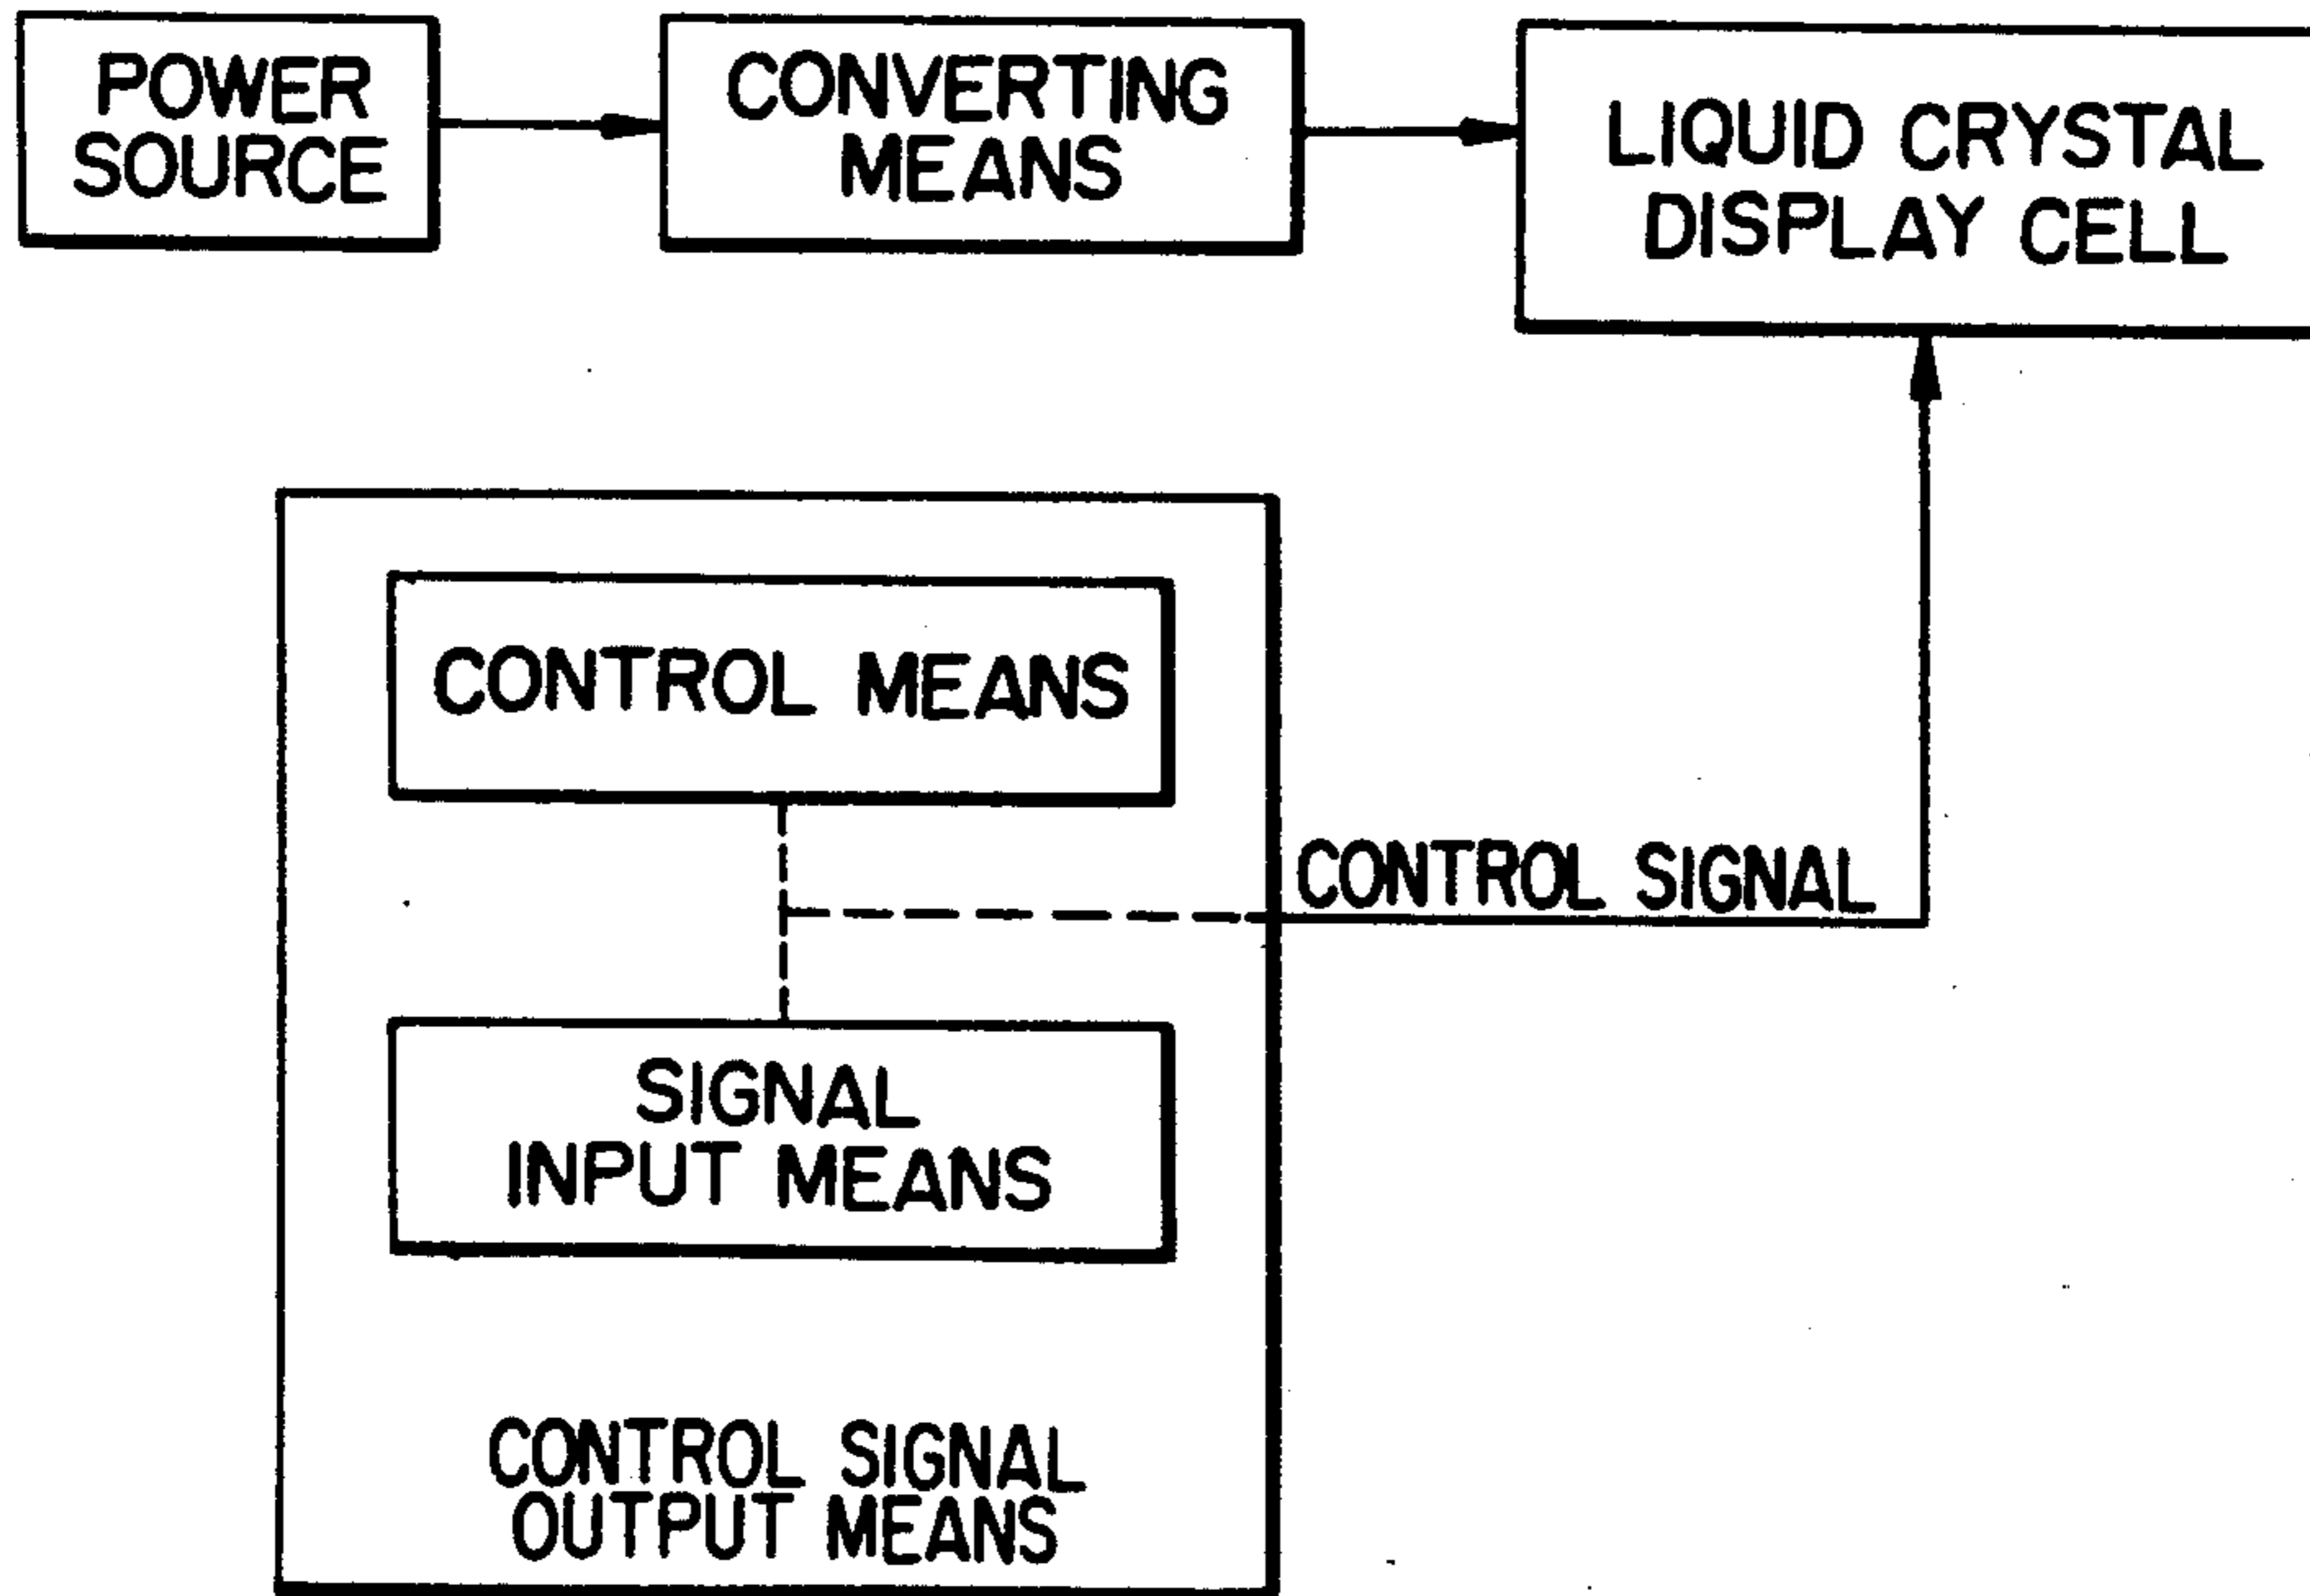 POWER
SOURCE
CONVERTING
MEANS
LIQUID CRYSTAL
DISPLAY CELL
CONTROL MEANS
CONTROL SIGNAL
SIGNAL
INPUT MEANS
CONTROL SIGNAL
OUTPUT MEANS